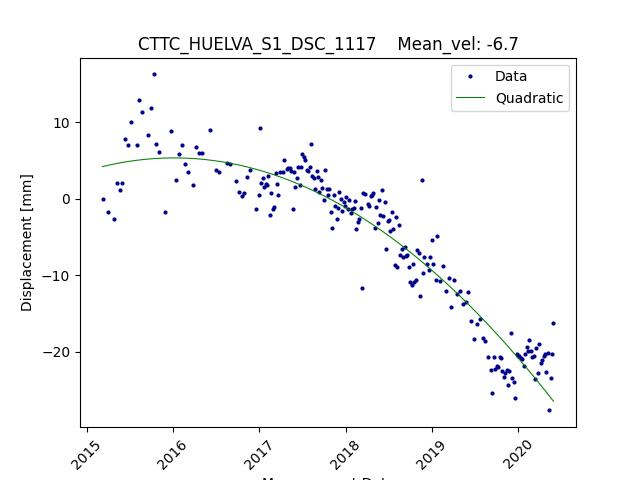 CTTC_HUELVA_S1_DSC_1117    Mean_vel: -6.7
Data
Quadratic
10
0
−10
−20
Displacement [mm]
2015
2016
2017
2018
2019
2020